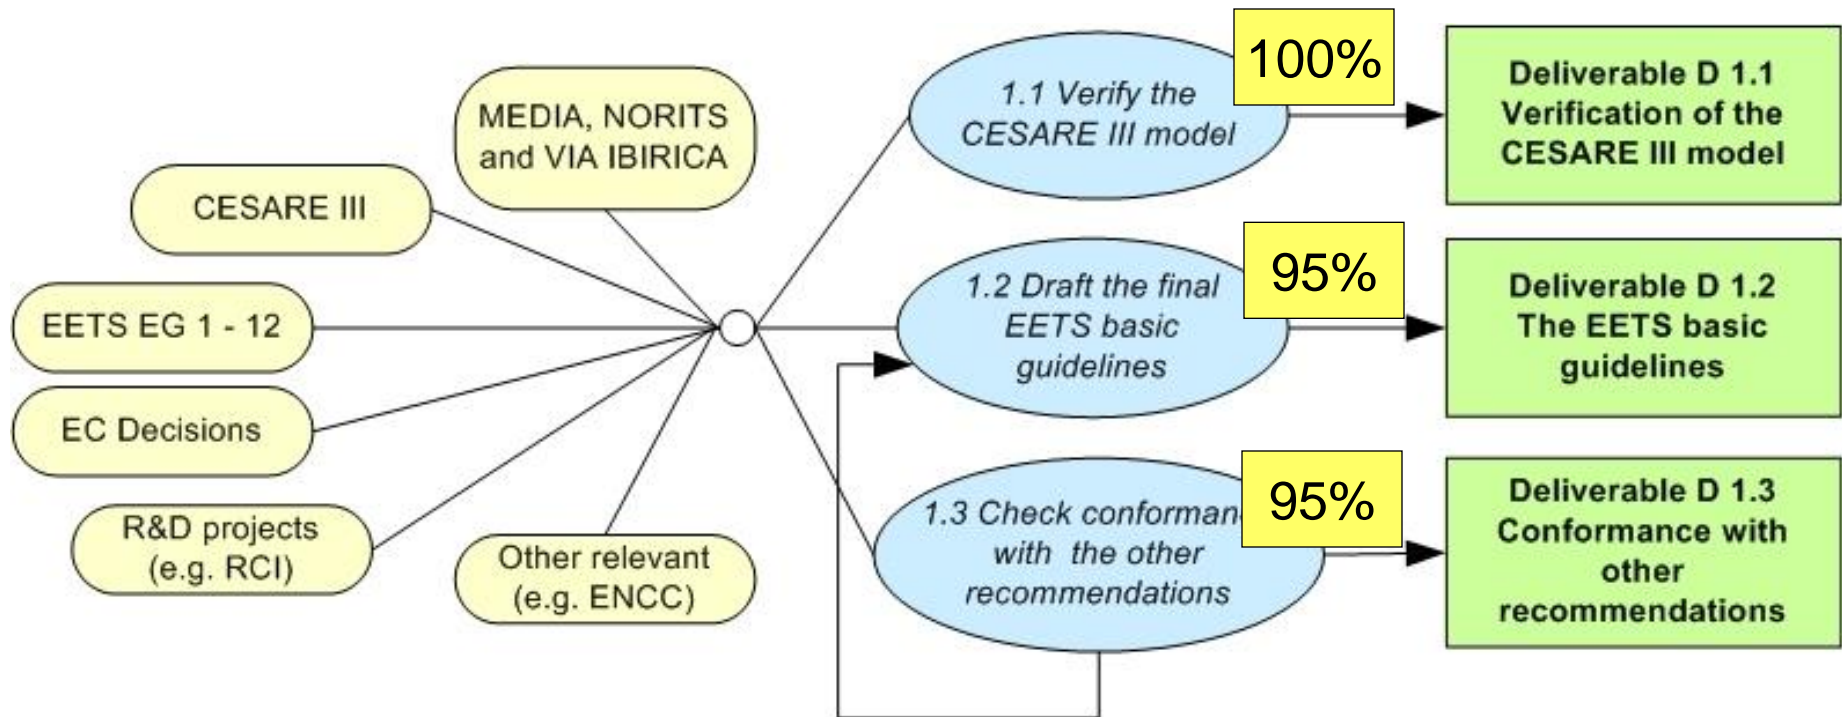 MEDIA, NORITS
and VIA IBIRICA
CESARE III
EETS EG 1 - 12
EC Decisions
R&D projects
(e.g. RCI)
Other relevant
(e.g. ENCC)
1.1 Verify the
CESARE III model
100%
Deliverable D 1.1
Verification of the
CESARE III model
1.2 Draft the final
EETS basic
guidelines
95%
Deliverable D 1.2
The EETS basic
guidelines
1.3 Check conforman
with the other
recommendations
95%
Deliverable D 1.3
Conformance with
other
recommendations